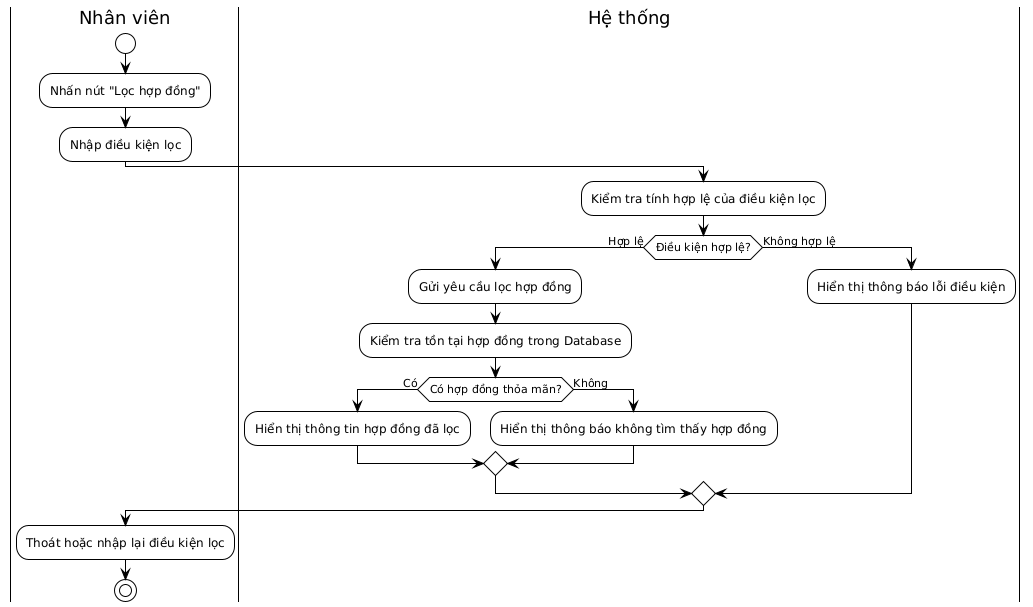 Nhân viên
Hệ thống
Nhấn nút "Lọc hợp đồng"
Nhập điều kiện lọc
Kiểm tra tính hợp lệ của điều kiện lọc
Hợp lệ
Điều kiện hợp lệ?
Không hợp lệ
Gửi yêu cầu lọc hợp đồng
Hiển thị thông báo lỗi điều kiện
Kiểm tra tồn tại hợp đồng trong Database
Có
Có hợp đồng thỏa mãn?
Không
Hiển thị thông tin hợp đồng đã lọc
Hiển thị thông báo không tìm thấy hợp đồng
Thoát hoặc nhập lại điều kiện lọc